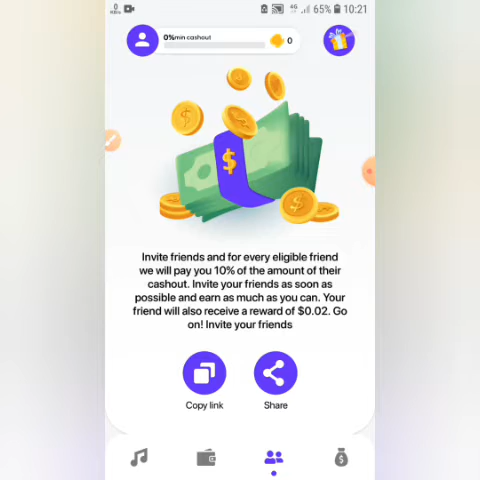 0
4G 65% 10:21
0%min cashout
0
Invite friends and for every eligible friend
we will pay you 10% of the amount of their
cashout. Invite your friends as soon as
possible and earn as much as you can. Your
friend will also receive a reward of $0.02. Go
on! Invite your friends
Copy link
Share